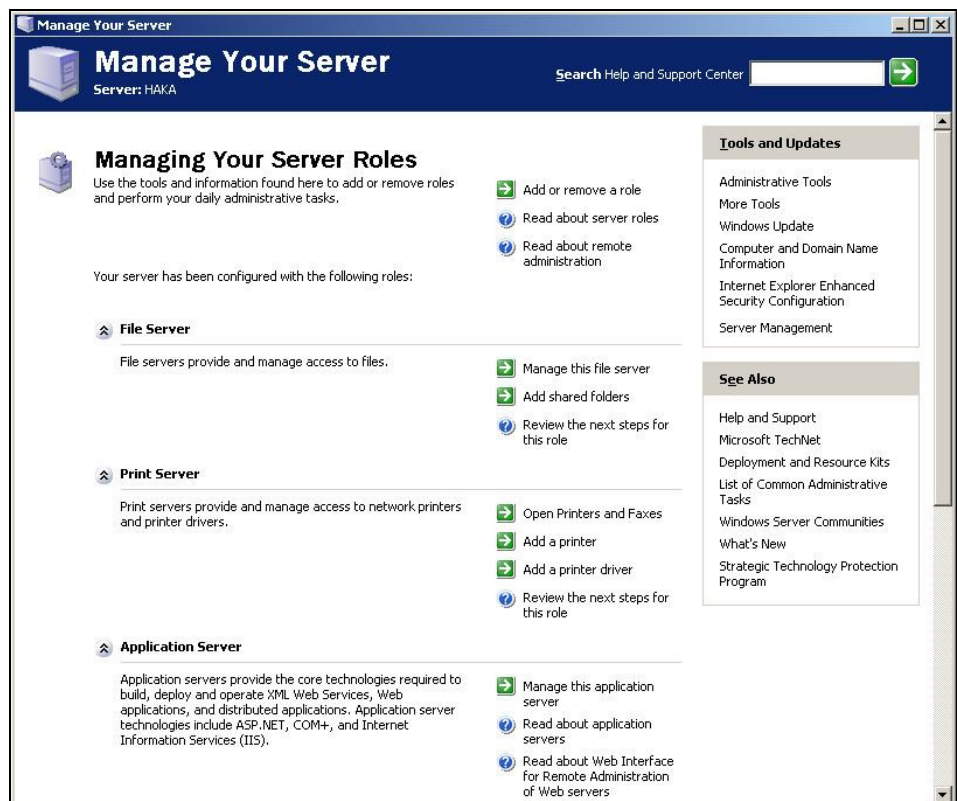 Manage Your Server
Manage Your Server
Server: HAKA
Search Help and Support Center
Managing Your Server Roles
Use the tools and information found here to add or remove roles
and perform your daily administrative tasks.
Add or remove a role
Read about server roles
Read about remote
administration
Your server has been configured with the following roles:
File Server
File servers provide and manage access to files.
Manage this file server
Add shared folders
Review the next steps for
this role
Print Server
Print servers provide and manage access to network printers
and printer drivers.
Open Printers and Faxes
Add a printer
Add a printer driver
Review the next steps for
this role
Application Server
Application servers provide the core technologies required to
build, deploy and operate XML Web Services, Web
applications, and distributed applications. Application server
technologies include ASP.NET, COM+, and Internet
Information Services (IIS).
Manage this application
server
Read about application
servers
Read about Web Interface
for Remote Administration
of Web servers
Tools and Updates
Administrative Tools
More Tools
Windows Update
Computer and Domain Name
Information
Internet Explorer Enhanced
Security Configuration
Server Management
See Also
Help and Support
Microsoft TechNet
Deployment and Resource Kits
List of Common Administrative
Tasks
Windows Server Communities
What's New
Strategic Technology Protection
Program